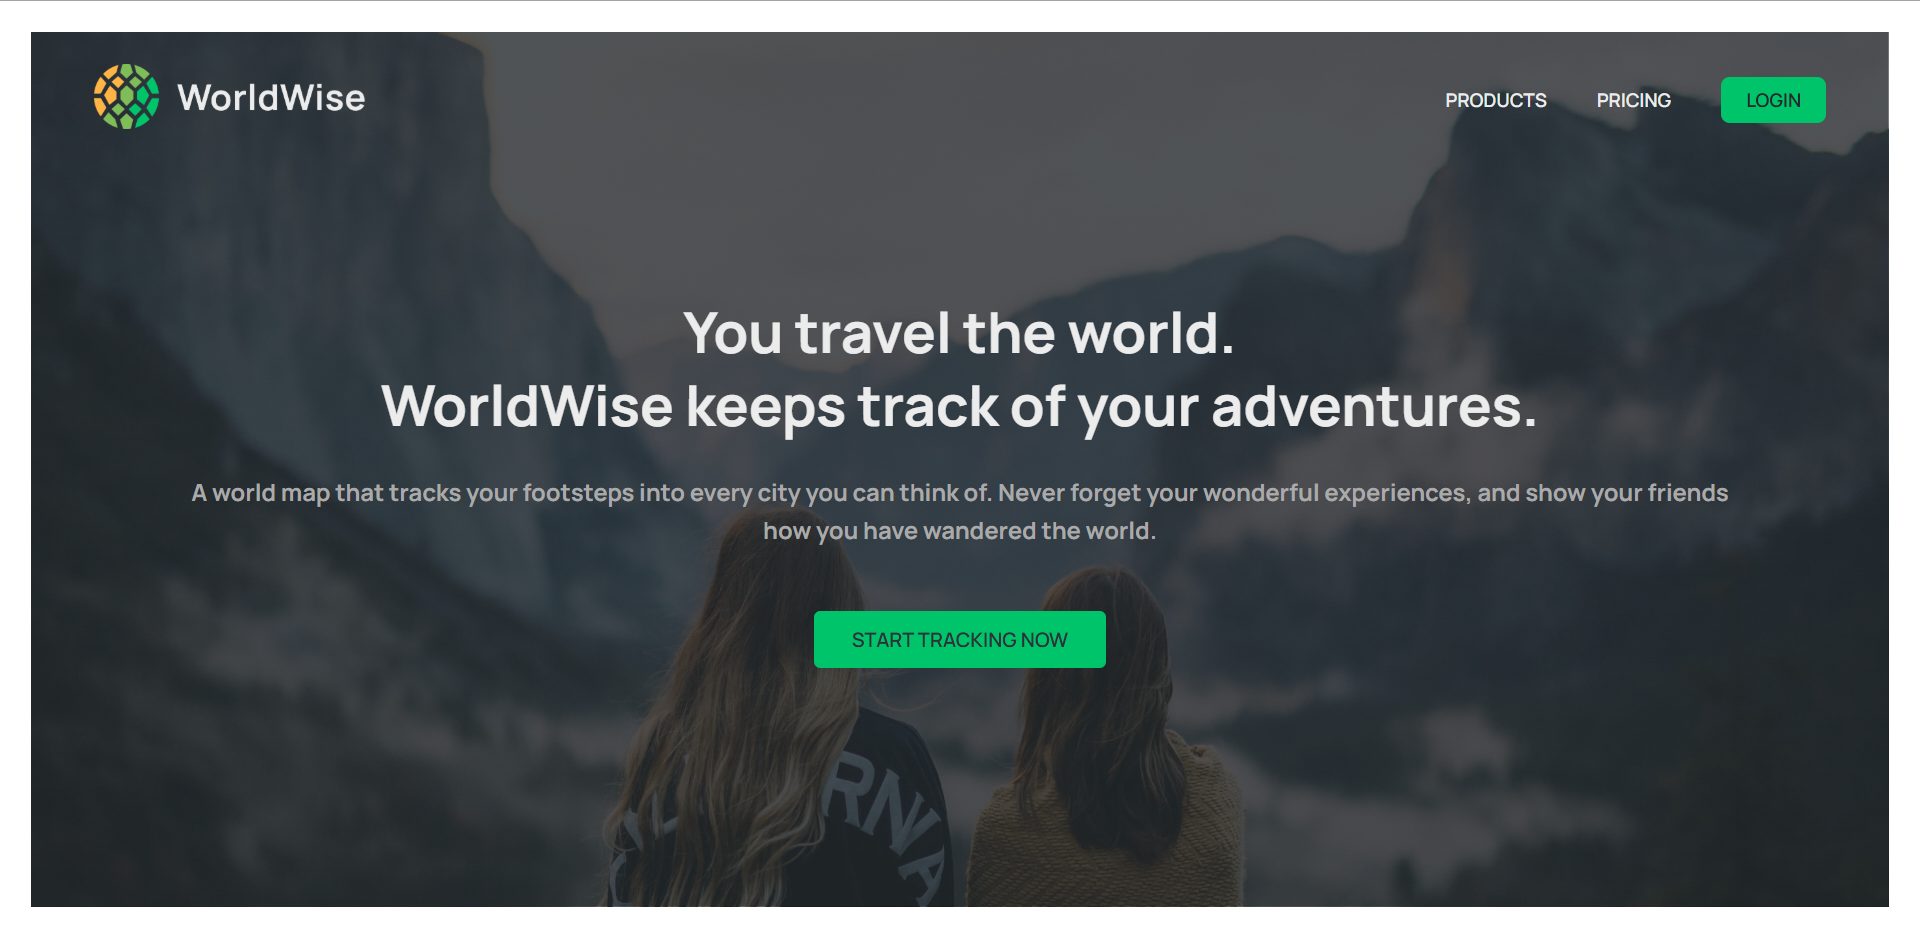 WorldWise
PRODUCTS
PRICING
LOGIN
You travel the world.
WorldWise keeps track of your adventures.
A world map that tracks your footsteps into every city you can think of. Never forget your wonderful experiences, and show your friends
how you have wandered the world.
START TRACKING NOW
RNA